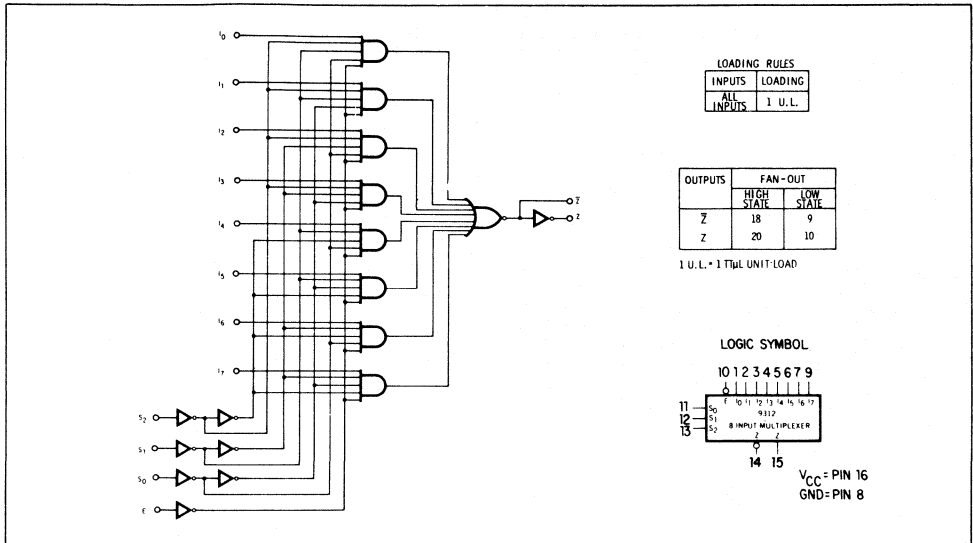 I0
I1
I2
I3
I4
I5
I6
I7
S2
S1
S0
E
Z̅
Z
LOADING RULES
INPUTS LOADING
ALL INPUTS 1 U.L.
OUTPUTS FAN-OUT
HIGH STATE LOW STATE
Z̅ 18 9
Z 20 10
1 U.L. = 1 TTμL UNIT-LOAD
LOGIC SYMBOL
10 1 2 3 4 5 6 7 9
E I0 I1 I2 I3 I4 I5 I6 I7
11 S0
9312
12 S1
8 INPUT MULTIPLEXER
13 S2
Z Z
14 15
VCC = PIN 16
GND = PIN 8